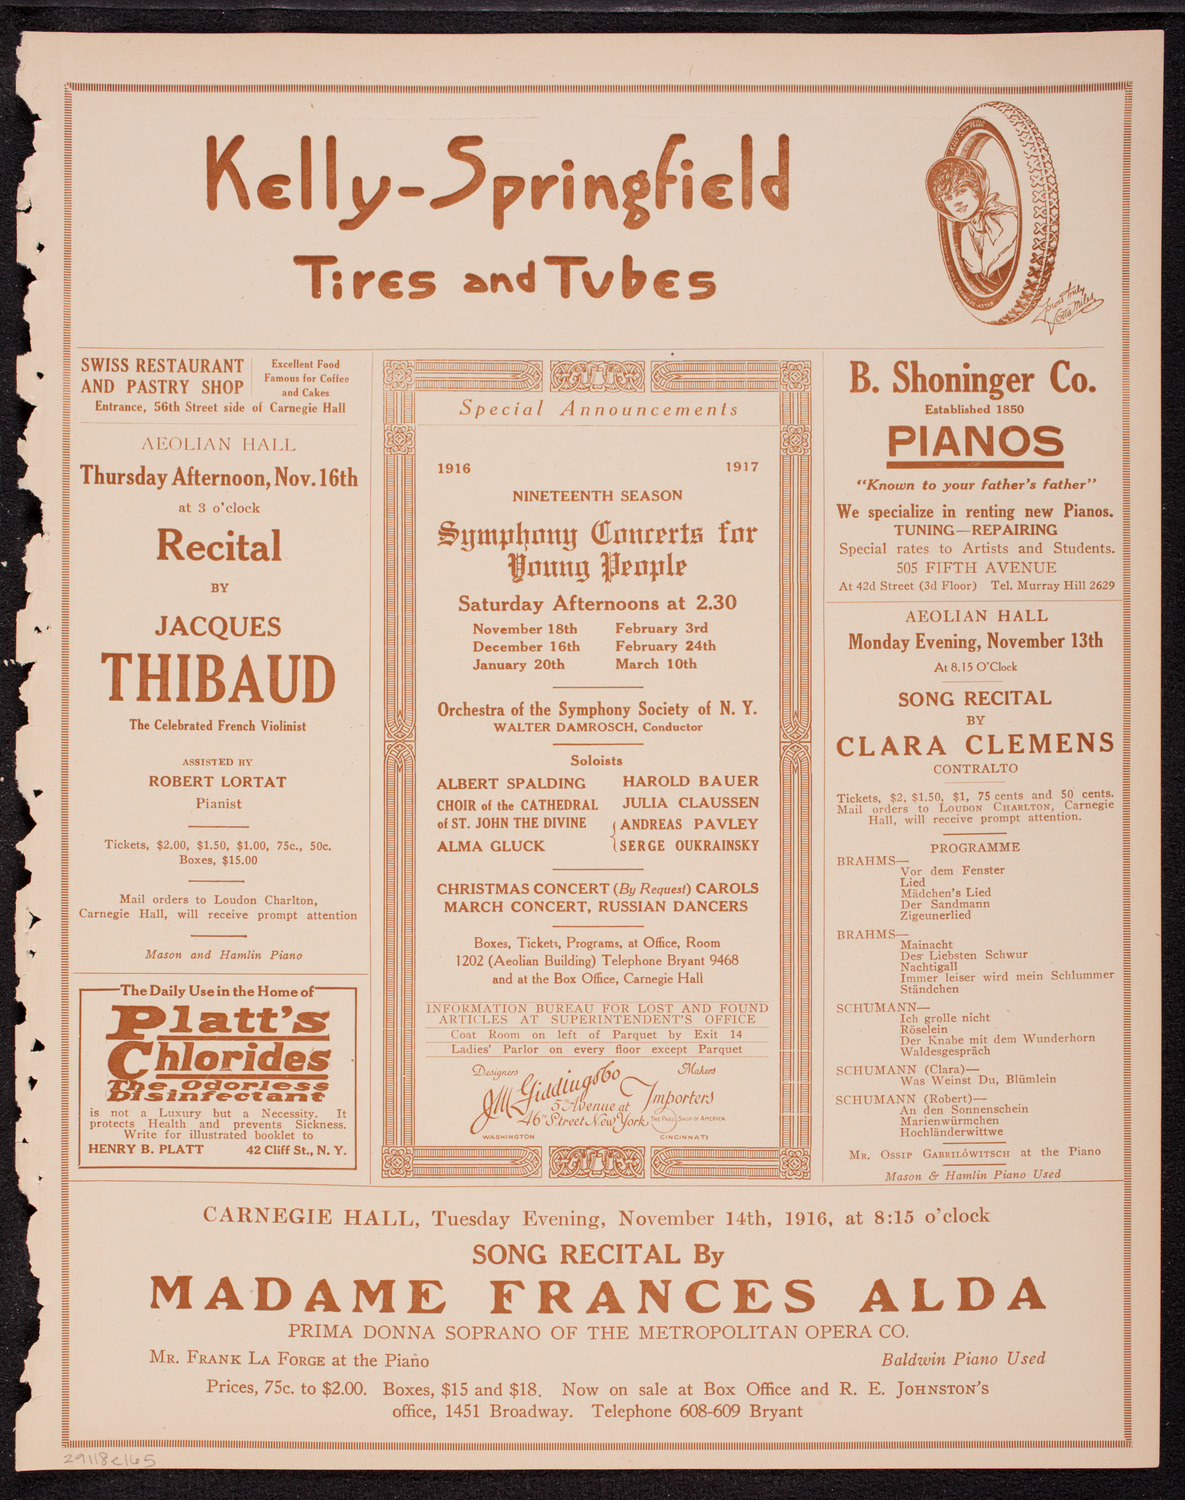 Kelly-Springfield
Tires and Tubes
Yours truly
Lotta Miles
SWISS RESTAURANT
AND PASTRY SHOP
Excellent Food
Famous for Coffee
and Cakes
Entrance, 56th Street side of Carnegie Hall
AEOLIAN HALL
Thursday Afternoon, Nov. 16th
at 3 o'clock
Recital
BY
JACQUES
THIBAUD
The Celebrated French Violinist
ASSISTED BY
ROBERT LORTAT
Pianist
Tickets, $2.00, $1.50, $1.00, 75c., 50c.
Boxes, $15.00
Mail orders to Loudon Charlton,
Carnegie Hall, will receive prompt attention
Mason and Hamlin Piano
The Daily Use in the Home of
Platt's
Chlorides
The Odorless
Disinfectant
is not a Luxury but a Necessity. It
protects Health and prevents Sickness.
Write for illustrated booklet to
HENRY B. PLATT 42 Cliff St., N. Y.
Special Announcements
1916 1917
NINETEENTH SEASON
Symphony Concerts for
Young People
Saturday Afternoons at 2.30
November 18th February 3rd
December 16th February 24th
January 20th March 10th
Orchestra of the Symphony Society of N. Y.
WALTER DAMROSCH, Conductor
Soloists
ALBERT SPALDING HAROLD BAUER
CHOIR of the CATHEDRAL JULIA CLAUSSEN
of ST. JOHN THE DIVINE { ANDREAS PAVLEY
ALMA GLUCK { SERGE OUKRAINSKY
CHRISTMAS CONCERT (By Request) CAROLS
MARCH CONCERT, RUSSIAN DANCERS
Boxes, Tickets, Programs, at Office, Room
1202 (Aeolian Building) Telephone Bryant 9468
and at the Box Office, Carnegie Hall
INFORMATION BUREAU FOR LOST AND FOUND
ARTICLES AT SUPERINTENDENT'S OFFICE
Coat Room on left of Parquet by Exit 14
Ladies' Parlor on every floor except Parquet
Designers Makers
J.M. Giddings & Co Importers
5th Avenue at
46th Street New York
THE PARIS SHOP OF AMERICA
WASHINGTON CINCINNATI
B. Shoninger Co.
Established 1850
PIANOS
"Known to your father's father"
We specialize in renting new Pianos.
TUNING—REPAIRING
Special rates to Artists and Students.
505 FIFTH AVENUE
At 42d Street (3d Floor) Tel. Murray Hill 2629
AEOLIAN HALL
Monday Evening, November 13th
At 8.15 O'Clock
SONG RECITAL
BY
CLARA CLEMENS
CONTRALTO
Tickets, $2, $1.50, $1, 75 cents and 50 cents.
Mail orders to LOUDON CHARLTON, Carnegie
Hall, will receive prompt attention.
PROGRAMME
BRAHMS—
Vor dem Fenster
Lied
Mädchen's Lied
Der Sandmann
Zigeunerlied
BRAHMS—
Mainacht
Des Liebsten Schwur
Nachtigall
Immer leiser wird mein Schlummer
Ständchen
SCHUMANN—
Ich grolle nicht
Röselein
Der Knabe mit dem Wunderhorn
Waldesgespräch
SCHUMANN (Clara)—
Was Weinst Du, Blümlein
SCHUMANN (Robert)—
An den Sonnenschein
Marienwürmchen
Hochländerwittwe
MR. OSSIP GABRILÓWITSCH at the Piano
Mason & Hamlin Piano Used
CARNEGIE HALL, Tuesday Evening, November 14th, 1916, at 8:15 o'clock
SONG RECITAL By
MADAME FRANCES ALDA
PRIMA DONNA SOPRANO OF THE METROPOLITAN OPERA CO.
MR. FRANK LA FORGE at the Piano Baldwin Piano Used
Prices, 75c. to $2.00. Boxes, $15 and $18. Now on sale at Box Office and R. E. JOHNSTON'S
office, 1451 Broadway. Telephone 608-609 Bryant
29118e165